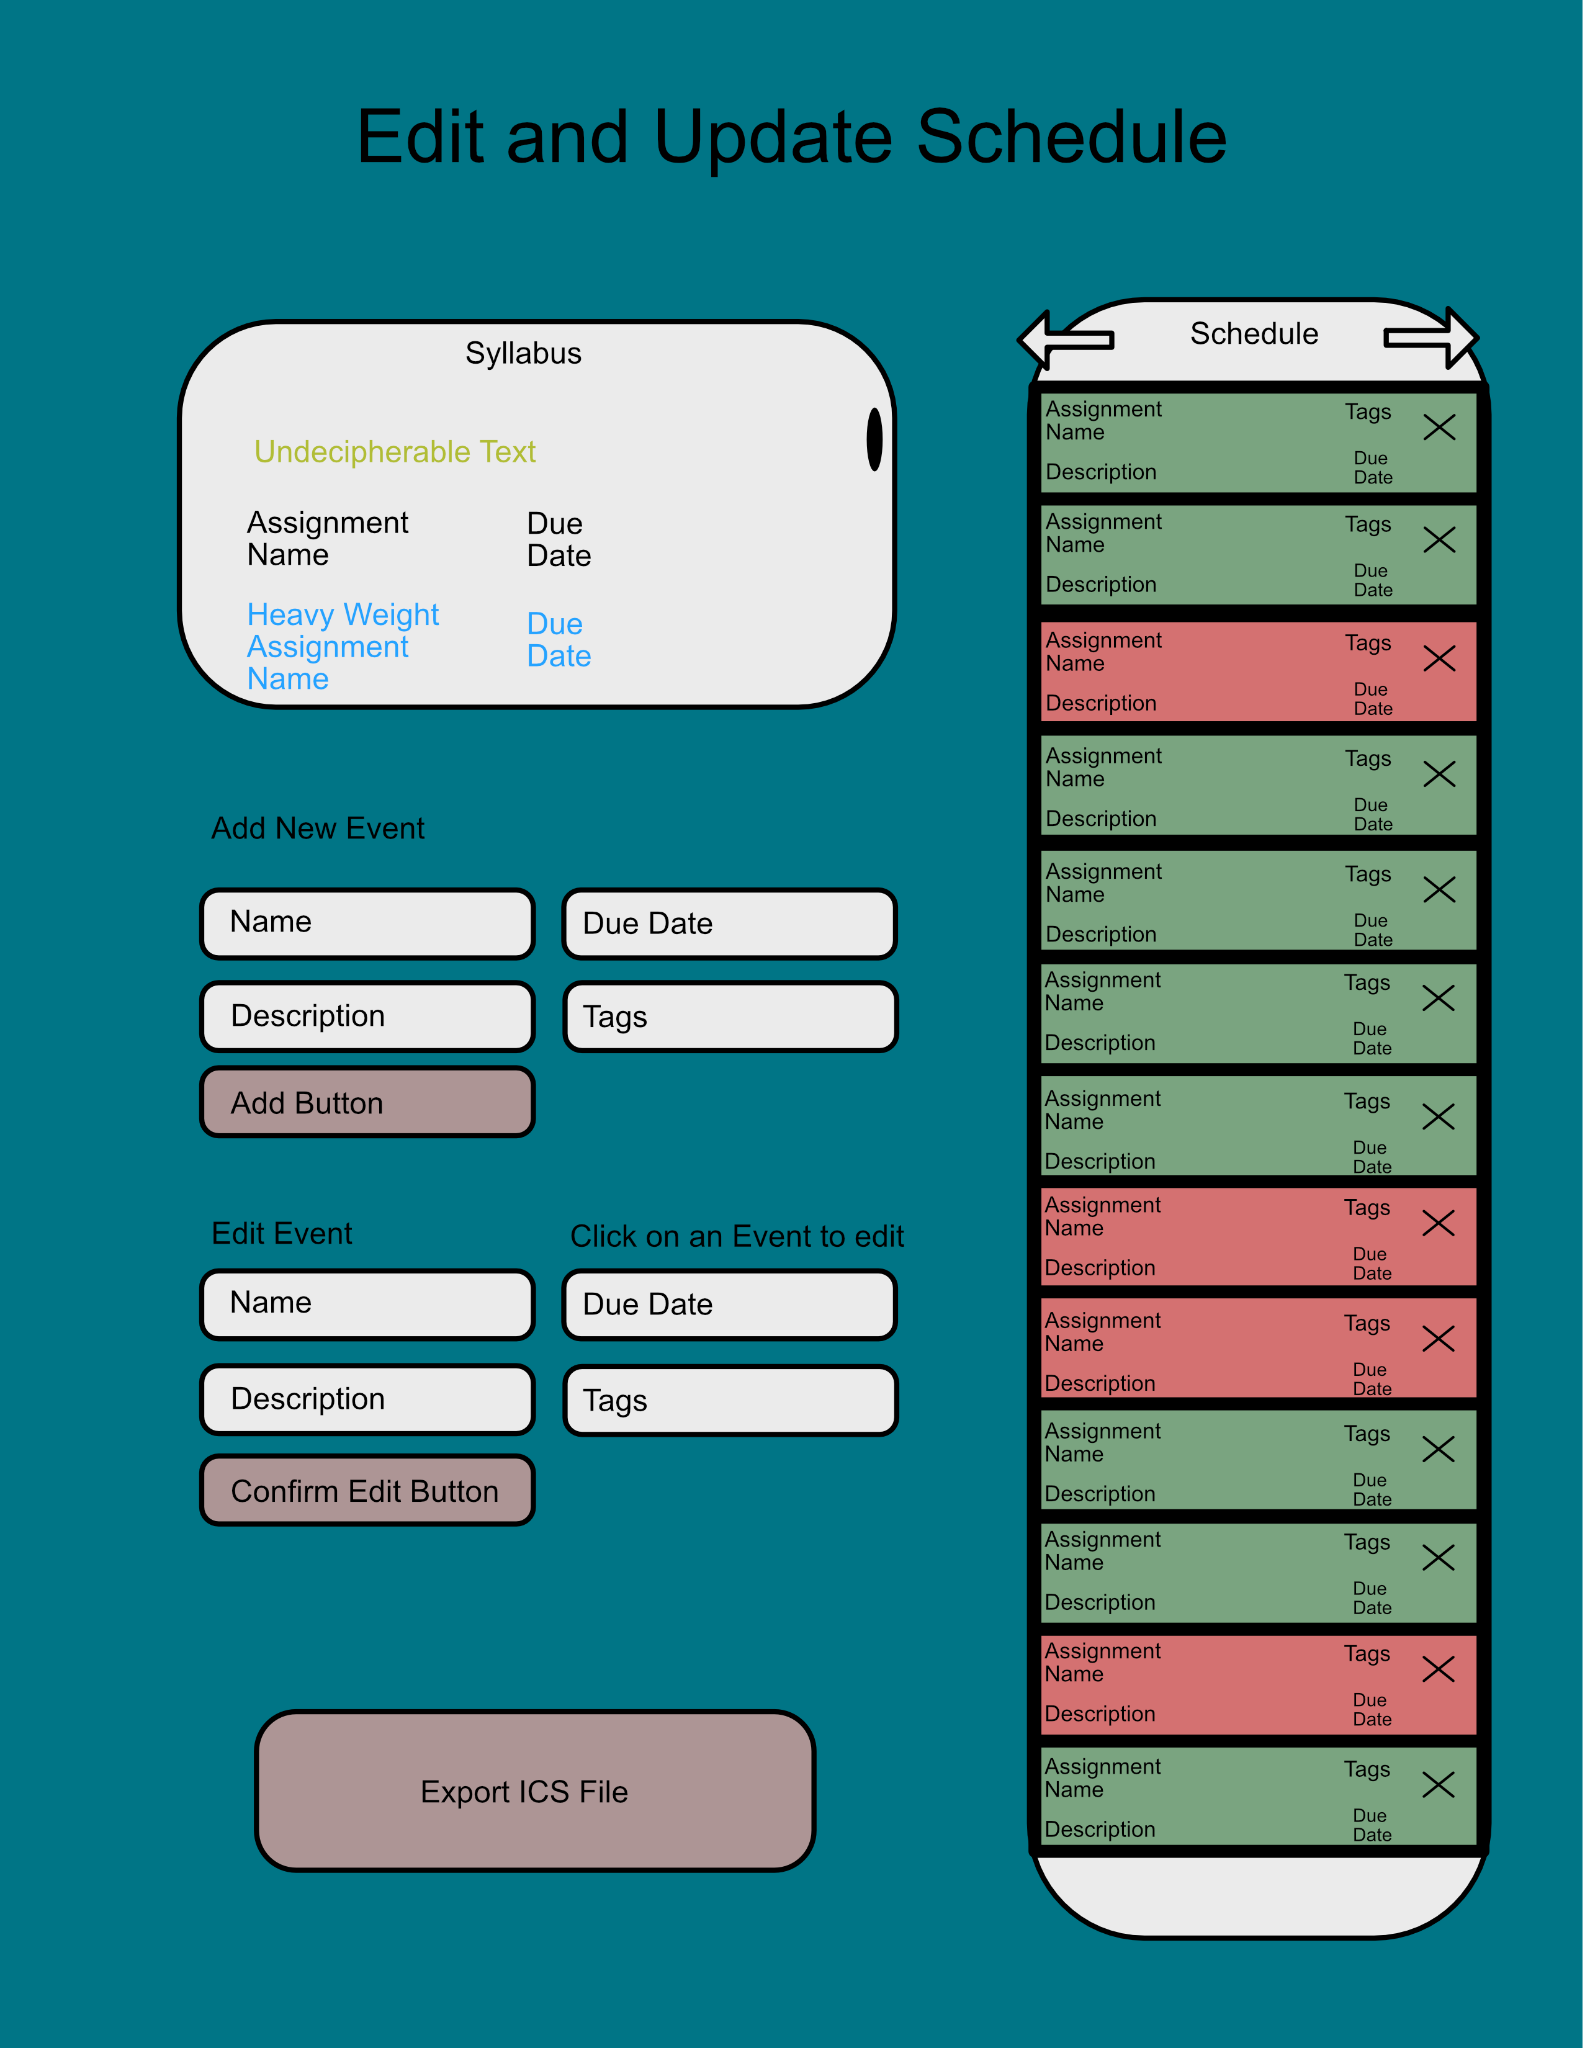 Edit and Update Schedule
Syllabus
Undecipherable Text
Assignment
Name
Due
Date
Heavy Weight
Assignment
Name
Due
Date
Add New Event
Name
Due Date
Description
Tags
Add Button
Edit Event
Click on an Event to edit
Name
Due Date
Description
Tags
Confirm Edit Button
Export ICS File
Schedule
Assignment
Name
Tags
Description
Due
Date
Assignment
Name
Tags
Description
Due
Date
Assignment
Name
Tags
Description
Due
Date
Assignment
Name
Tags
Description
Due
Date
Assignment
Name
Tags
Description
Due
Date
Assignment
Name
Tags
Description
Due
Date
Assignment
Name
Tags
Description
Due
Date
Assignment
Name
Tags
Description
Due
Date
Assignment
Name
Tags
Description
Due
Date
Assignment
Name
Tags
Description
Due
Date
Assignment
Name
Tags
Description
Due
Date
Assignment
Name
Tags
Description
Due
Date
Assignment
Name
Tags
Description
Due
Date